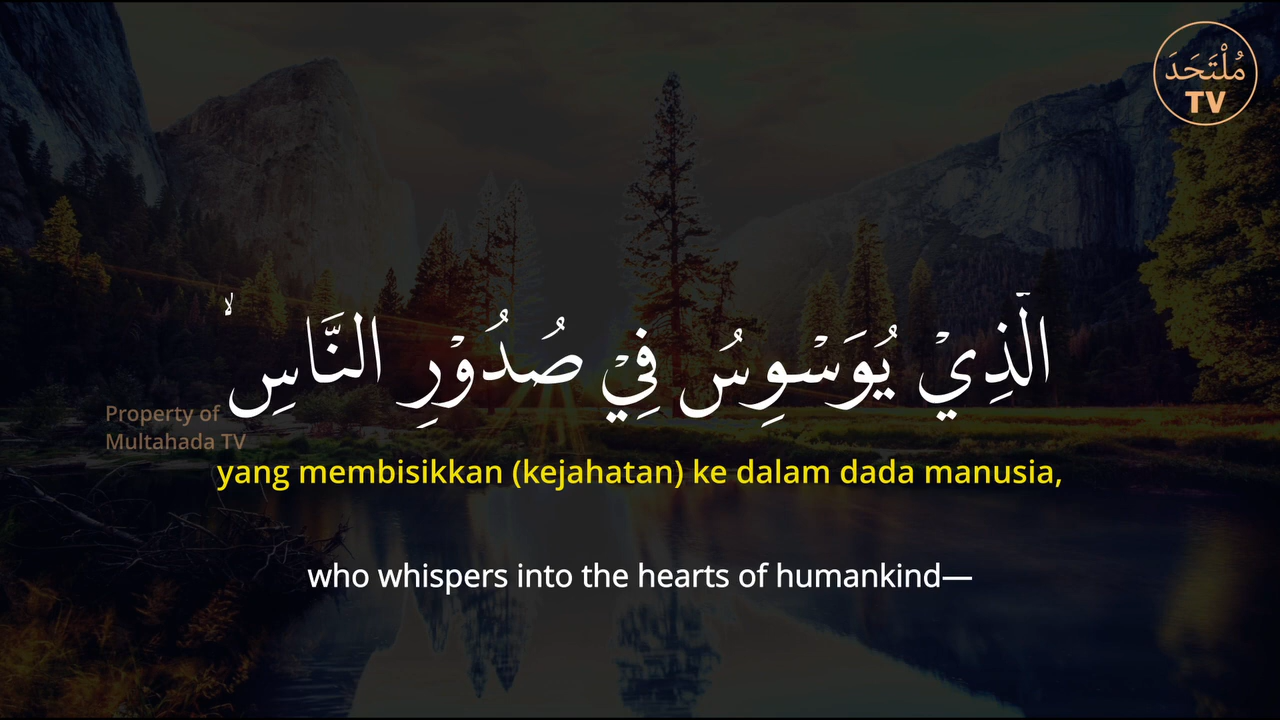 مُلْتَحَدَ
TV
الَّذِيْ يُوَسْوِسُ فِيْ صُدُوْرِ النَّاسِۙ
Property of
Multahada TV
yang membisikkan (kejahatan) ke dalam dada manusia,
who whispers into the hearts of humankind—